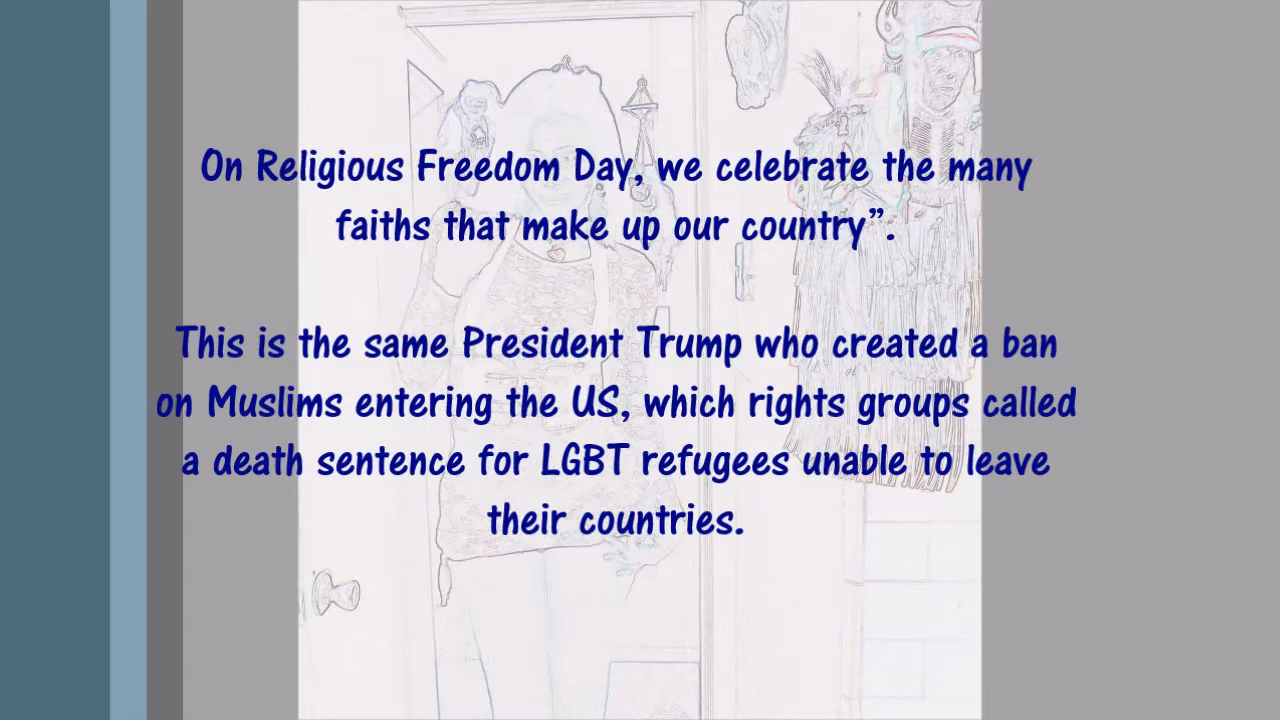 On Religious Freedom Day, we celebrate the many
faiths that make up our country”.
This is the same President Trump who created a ban
on Muslims entering the US, which rights groups called
a death sentence for LGBT refugees unable to leave
their countries.